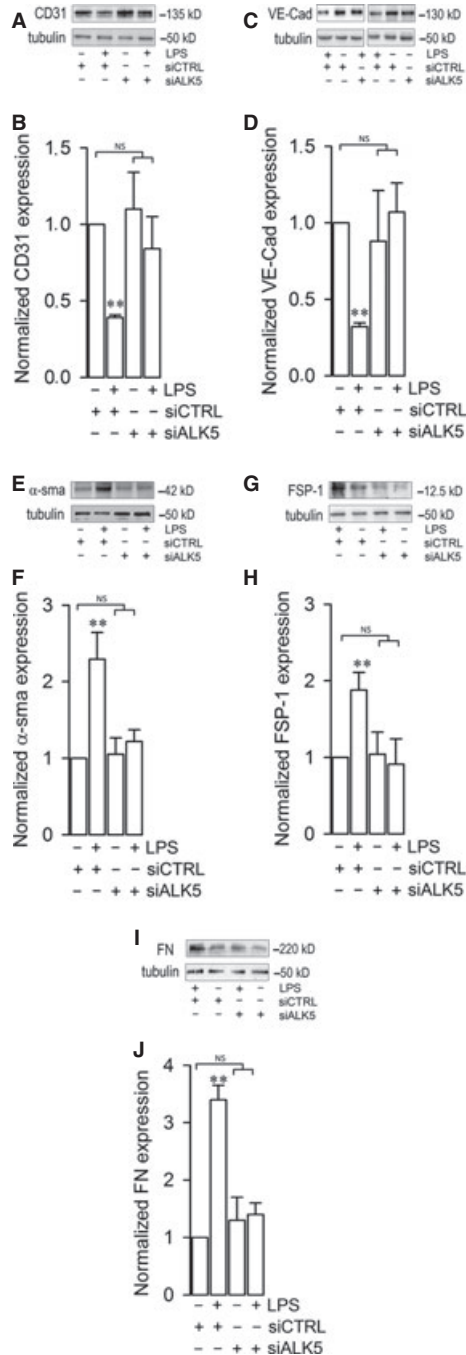 A CD31 –135 kD
tubulin –50 kD
− + − + LPS
+ + − − siCTRL
− − + + siALK5
C VE-Cad –130 kD
tubulin –50 kD
+ − + + − − LPS
+ + − + + − siCTRL
− − + − − + siALK5
B
Normalized CD31 expression
1.5
1.0
0.5
0.0
NS
**
− + − + LPS
+ + − − siCTRL
− − + + siALK5
D
Normalized VE-Cad expression
1.5
1.0
0.5
0.0
NS
**
− + − + LPS
+ + − − siCTRL
− − + + siALK5
E α-sma –42 kD
tubulin –50 kD
− + − + LPS
+ + − − siCTRL
− − + + siALK5
G FSP-1 –12.5 kD
tubulin –50 kD
+ − + − LPS
+ + − − siCTRL
− − + + siALK5
F
Normalized α-sma expression
3
2
1
0
NS
**
− + − + LPS
+ + − − siCTRL
− − + + siALK5
H
Normalized FSP-1 expression
3
2
1
0
NS
**
− + − + LPS
+ + − − siCTRL
− − + + siALK5
I FN –220 kD
tubulin –50 kD
+ − + − LPS
+ + − − siCTRL
− − + + siALK5
J
Normalized FN expression
4
3
2
1
0
NS
**
− + − + LPS
+ + − − siCTRL
− − + + siALK5